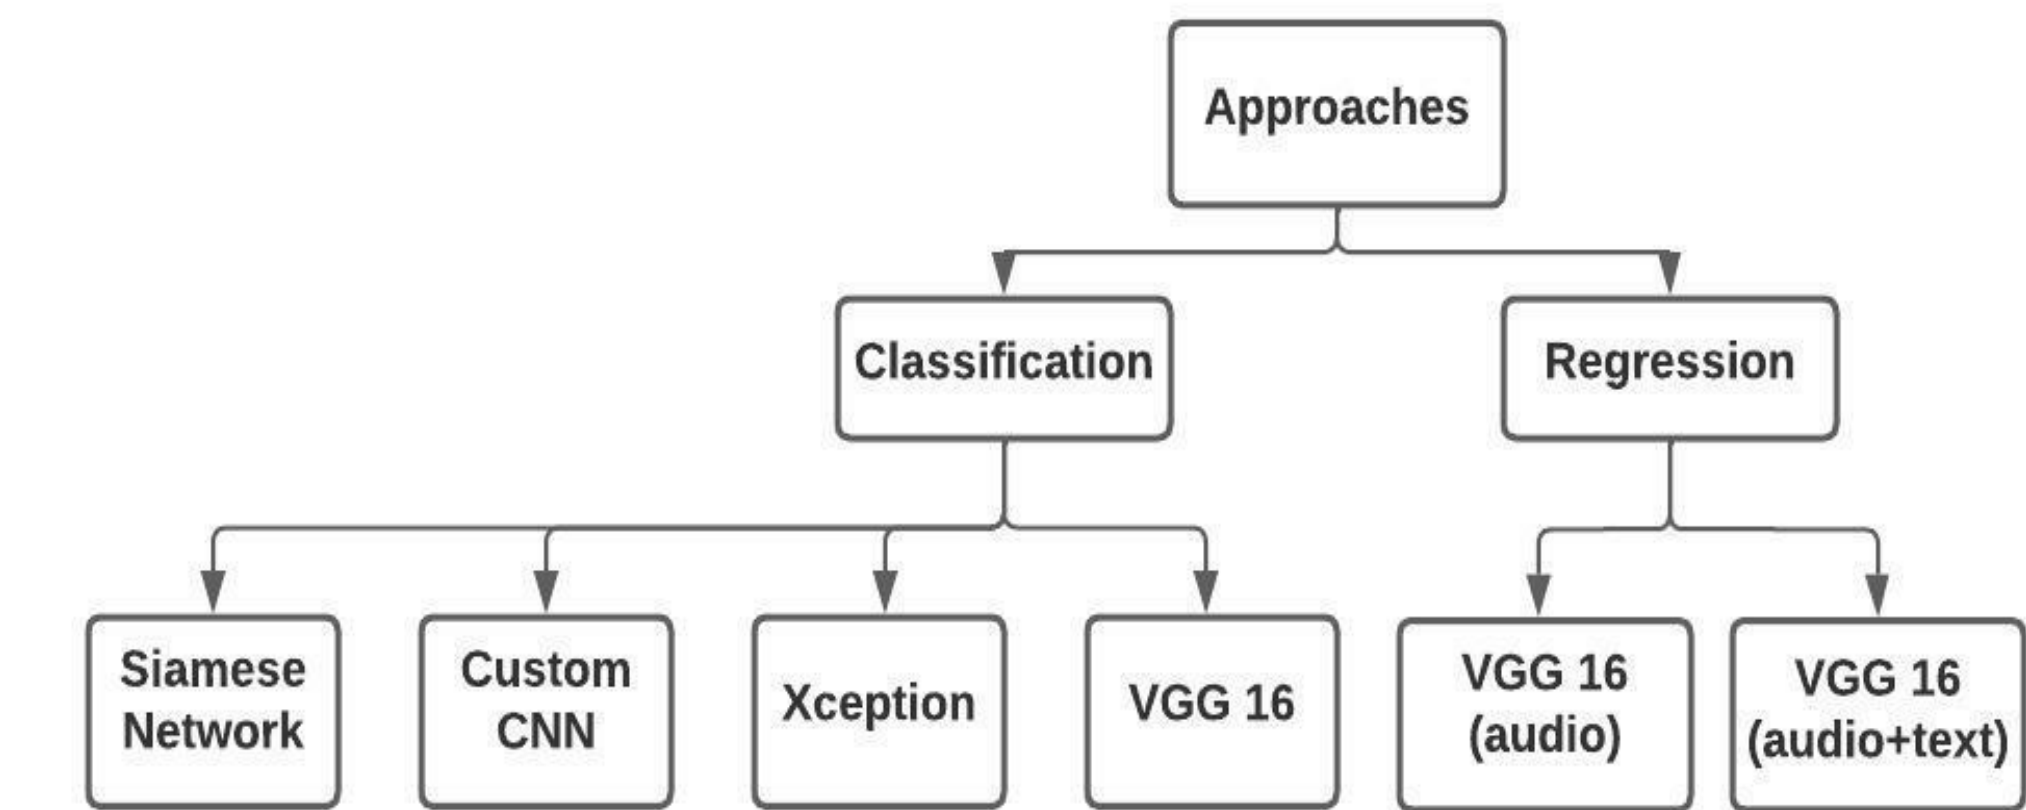 Approaches
Classification
Regression
Siamese
Network
Custom
CNN
Xception
VGG 16
VGG 16
(audio)
VGG 16
(audio+text)